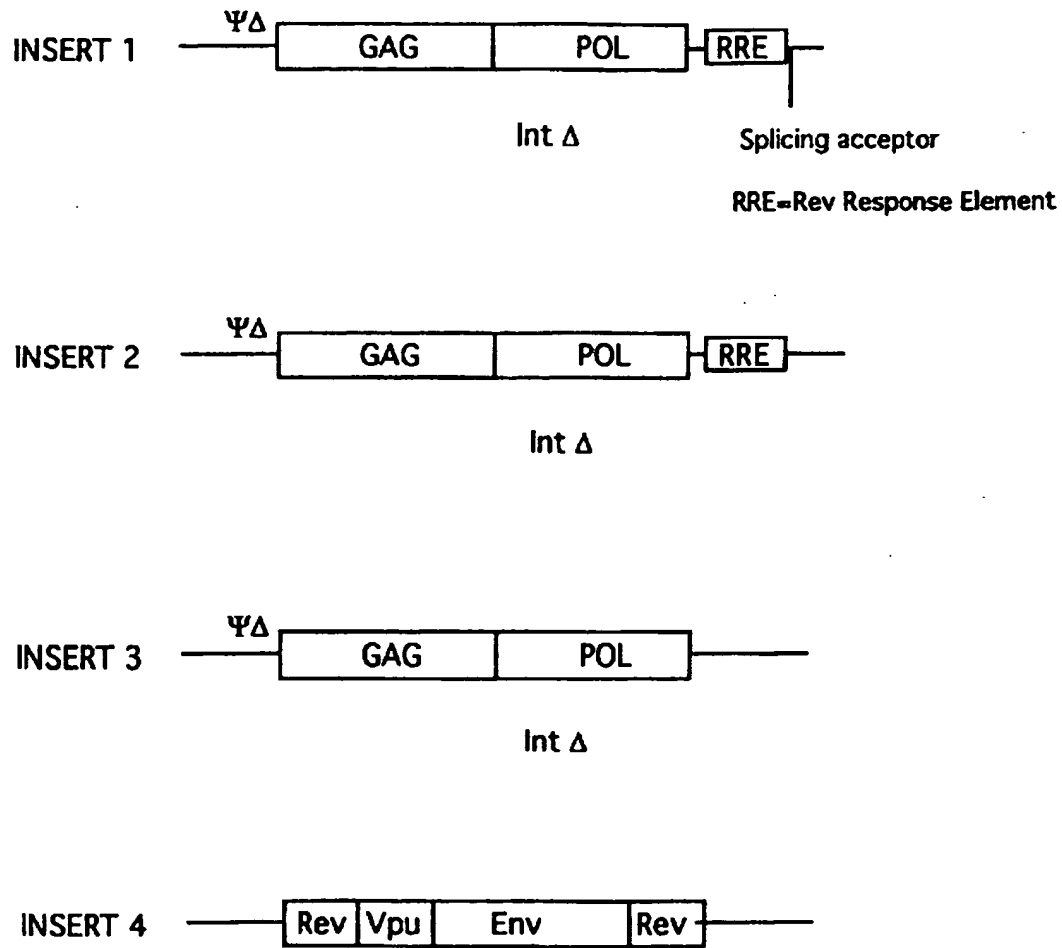 ΨΔ
INSERT 1 GAG POL RRE
Int Δ
Splicing acceptor
RRE=Rev Response Element
ΨΔ
INSERT 2 GAG POL RRE
Int Δ
ΨΔ
INSERT 3 GAG POL
Int Δ
INSERT 4 Rev Vpu Env Rev